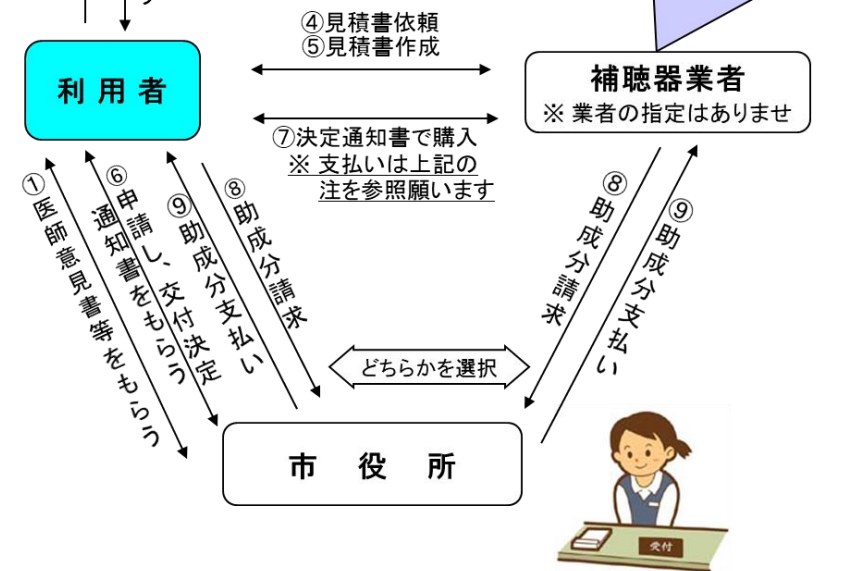 ④見積書依頼
⑤見積書作成
利用者
補聴器業者
※ 業者の指定はありませ
⑦決定通知書で購入
※ 支払いは上記の
注を参照願います
①医師意見書等をもらう
⑥申請し、交付決定
通知書をもらう
⑨助成分支払い
⑧助成分請求
⑧助成分請求
⑨助成分支払い
どちらかを選択
市役所
受付